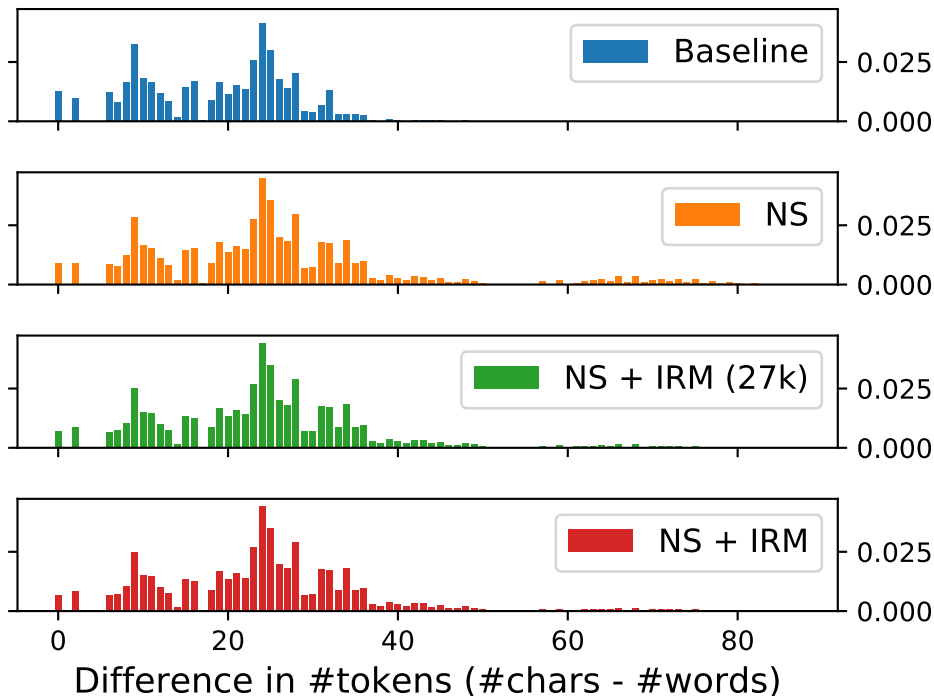 Baseline
0.025
0.000
NS
0.025
0.000
NS + IRM (27k)
0.025
0.000
NS + IRM
0.025
0.000
0 20 40 60 80
Difference in #tokens (#chars - #words)